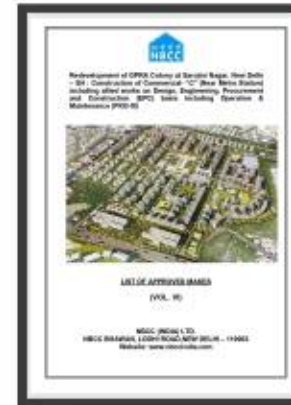 NBCC
Redevelopment of GPRA Colony at Sarojini Nagar, New Delhi
– SH : Construction of Commercial- "C" (Near Metro Station)
including allied works on Design, Engineering, Procurement
and Construction (EPC) basis including Operation &
Maintenance
LIST OF APPROVED MAKES
(VOL. III)
NBCC (INDIA) LTD.
NBCC BHAWAN, LODHI ROAD, NEW DELHI – 110003
Website: www.nbccindia.com